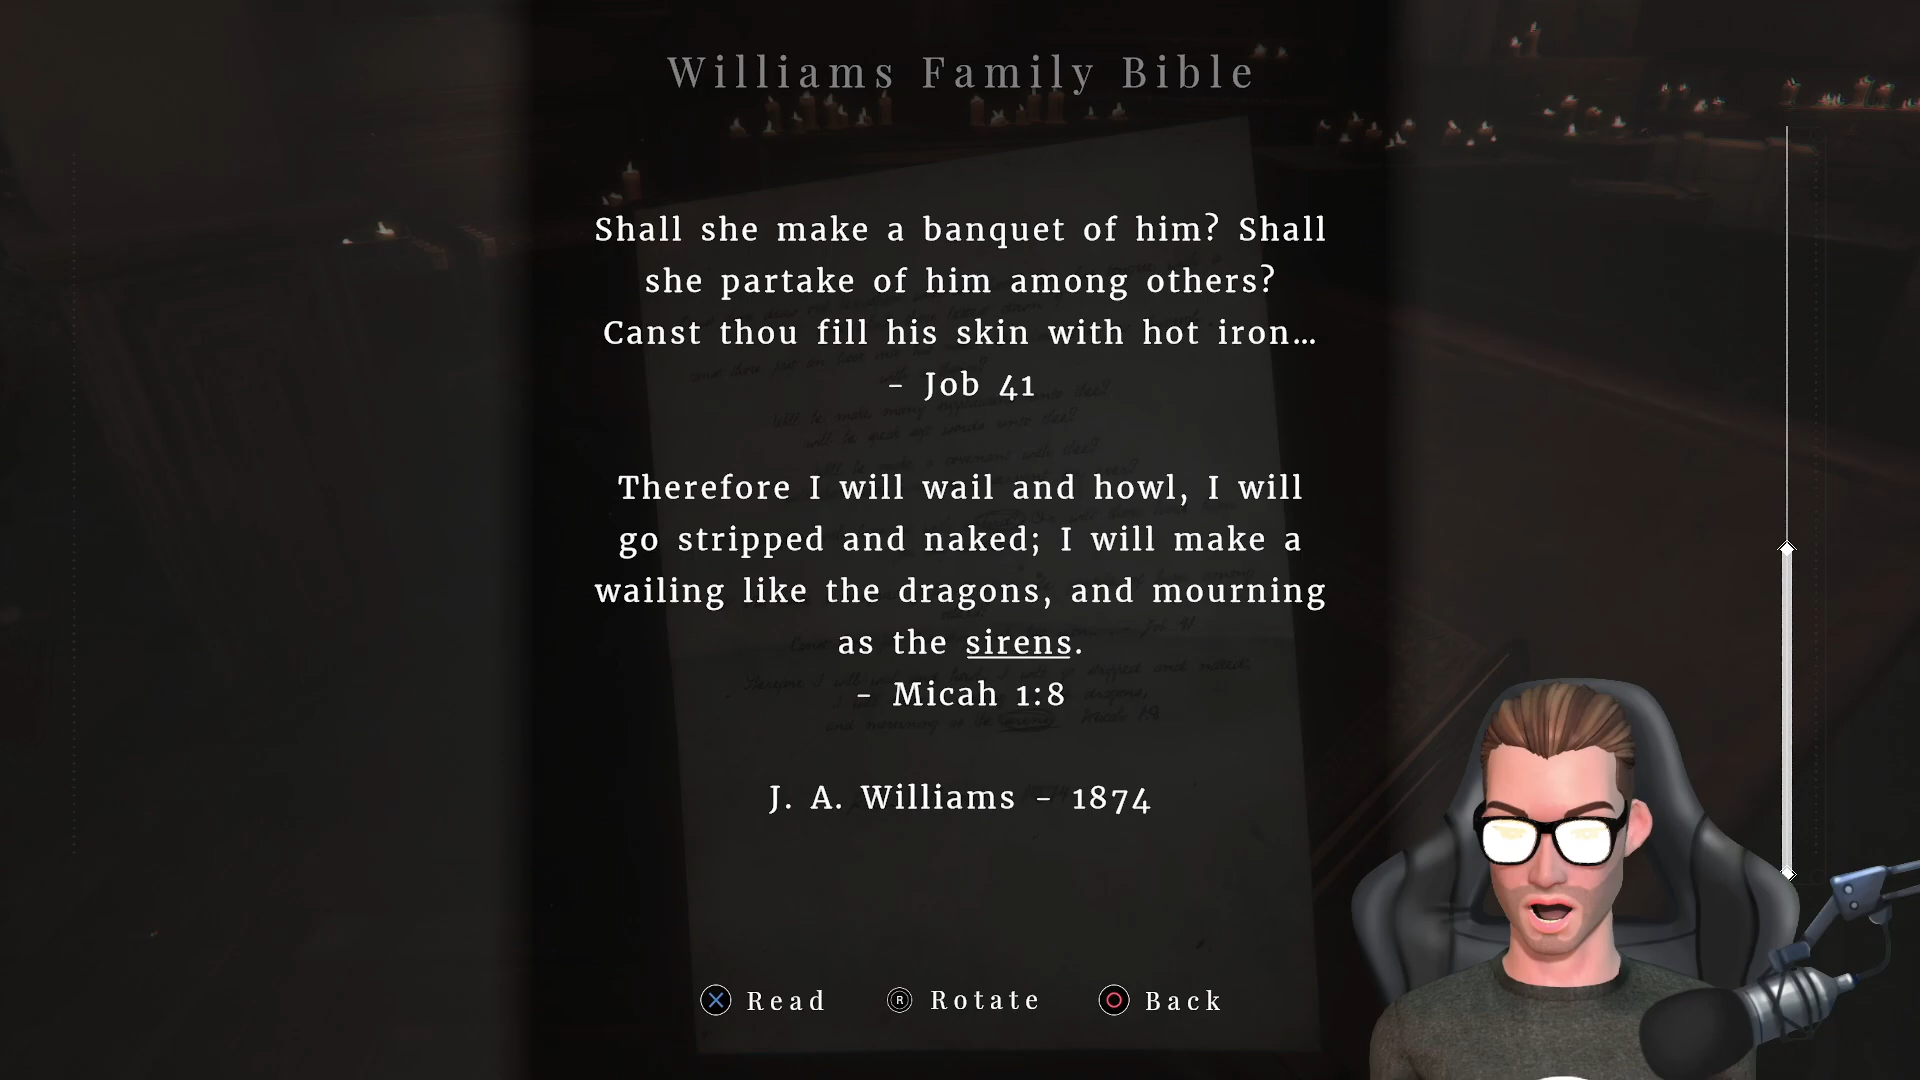 Williams Family Bible
Shall she make a banquet of him? Shall
she partake of him among others?
Canst thou fill his skin with hot iron...
- Job 41
Therefore I will wail and howl, I will
go stripped and naked; I will make a
wailing like the dragons, and mourning
as the sirens.
- Micah 1:8
J. A. Williams - 1874
Read R Rotate Back